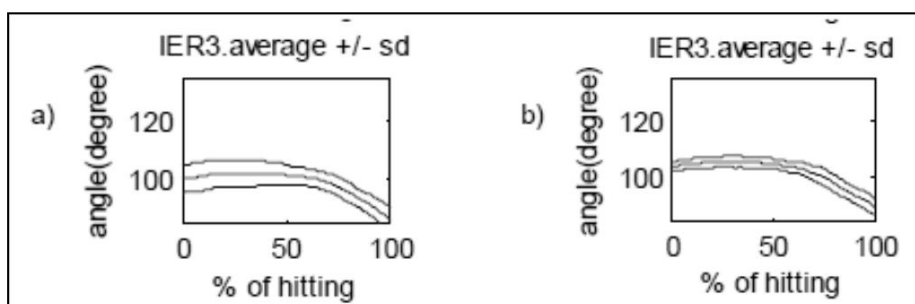 IER3.average +/- sd
a)
angle(degree)
120
100
0 50 100
% of hitting
IER3.average +/- sd
b)
angle(degree)
120
100
0 50 100
% of hitting